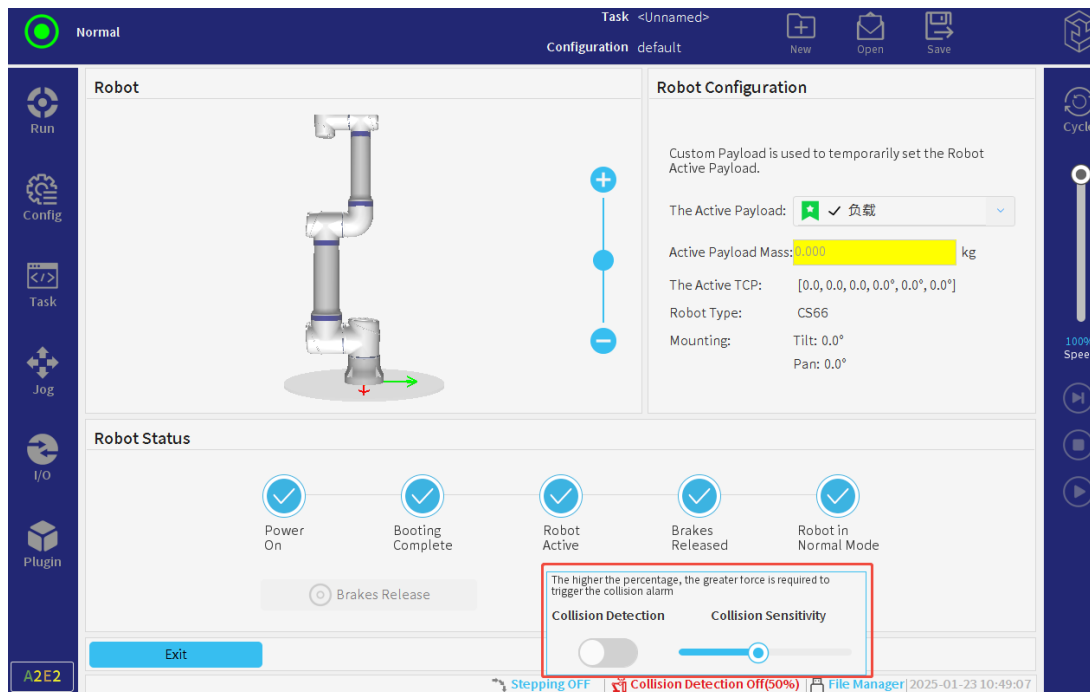 Normal
Task <Unnamed>
Configuration default
New
Open
Save
Run
Config
Task
Jog
I/O
Plugin
A2E2
Robot
Robot Configuration
Custom Payload is used to temporarily set the Robot
Active Payload.
The Active Payload: 负载
Active Payload Mass: 0.000 kg
The Active TCP: [0.0, 0.0, 0.0, 0.0°, 0.0°, 0.0°]
Robot Type: CS66
Mounting: Tilt: 0.0°
Pan: 0.0°
Cycle
100%
Spee
Robot Status
Power
On
Booting
Complete
Robot
Active
Brakes
Released
Robot in
Normal Mode
Brakes Release
The higher the percentage, the greater force is required to
trigger the collision alarm
Collision Detection Collision Sensitivity
Exit
Stepping OFF Collision Detection Off(50%) File Manager 2025-01-23 10:49:07